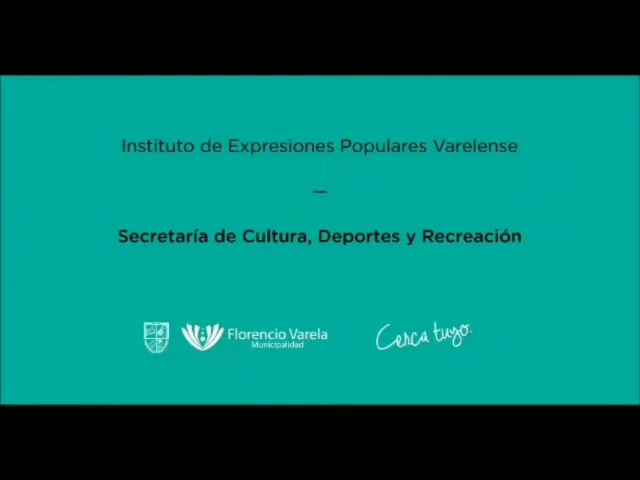 Instituto de Expresiones Populares Varelense
—
Secretaría de Cultura, Deportes y Recreación
Florencio Varela
Municipalidad
Cerca tuyo.